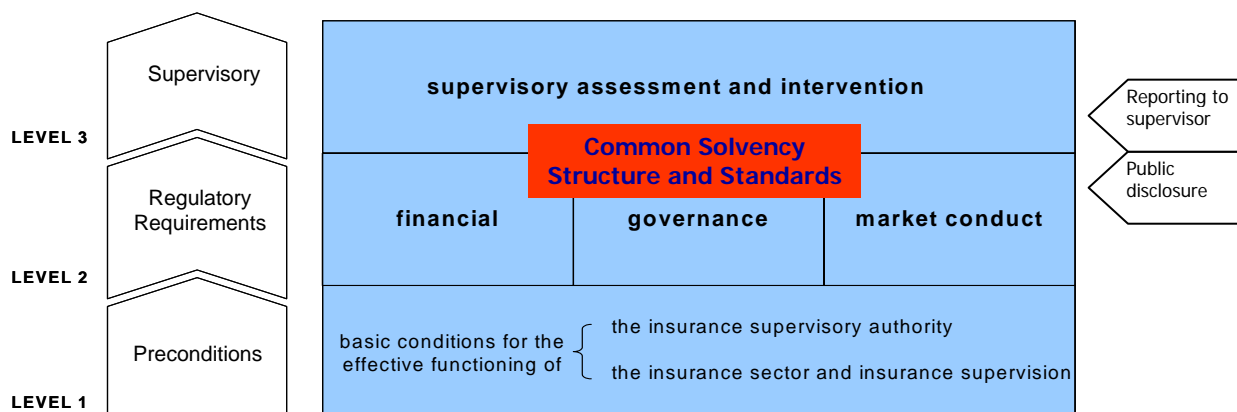 Supervisory
LEVEL 3
supervisory assessment and intervention
Reporting to
supervisor
Common Solvency
Structure and Standards
Public
disclosure
Regulatory
Requirements
LEVEL 2
financial
governance
market conduct
Preconditions
LEVEL 1
basic conditions for the
effective functioning of
the insurance supervisory authority
the insurance sector and insurance supervision